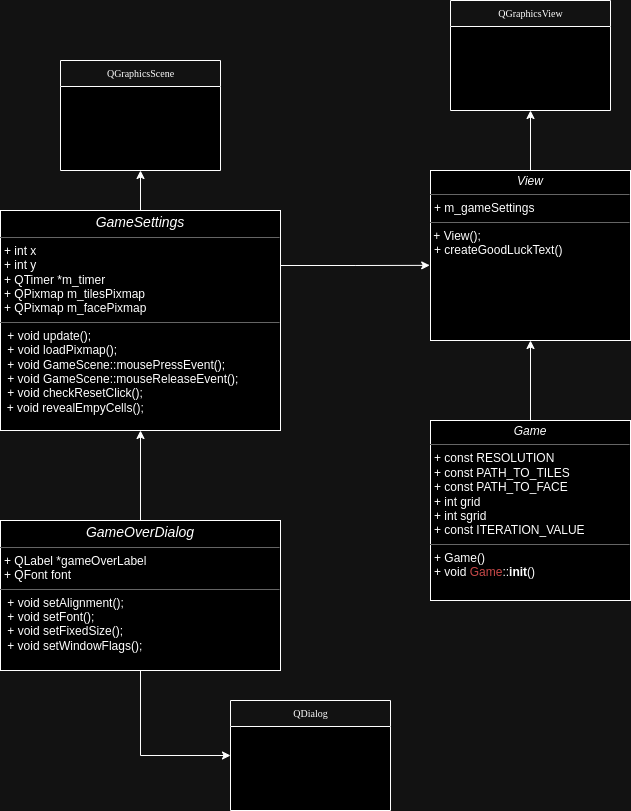 QGraphicsView
QGraphicsScene
View
+ m_gameSettings
+ View();
+ createGoodLuckText()
GameSettings
+ int x
+ int y
+ QTimer *m_timer
+ QPixmap m_tilesPixmap
+ QPixmap m_facePixmap
+ void update();
+ void loadPixmap();
+ void GameScene::mousePressEvent();
+ void GameScene::mouseReleaseEvent();
+ void checkResetClick();
+ void revealEmpyCells();
Game
+ const RESOLUTION
+ const PATH_TO_TILES
+ const PATH_TO_FACE
+ int grid
+ int sgrid
+ const ITERATION_VALUE
+ Game()
+ void Game::init()
GameOverDialog
+ QLabel *gameOverLabel
+ QFont font
+ void setAlignment();
+ void setFont();
+ void setFixedSize();
+ void setWindowFlags();
QDialog